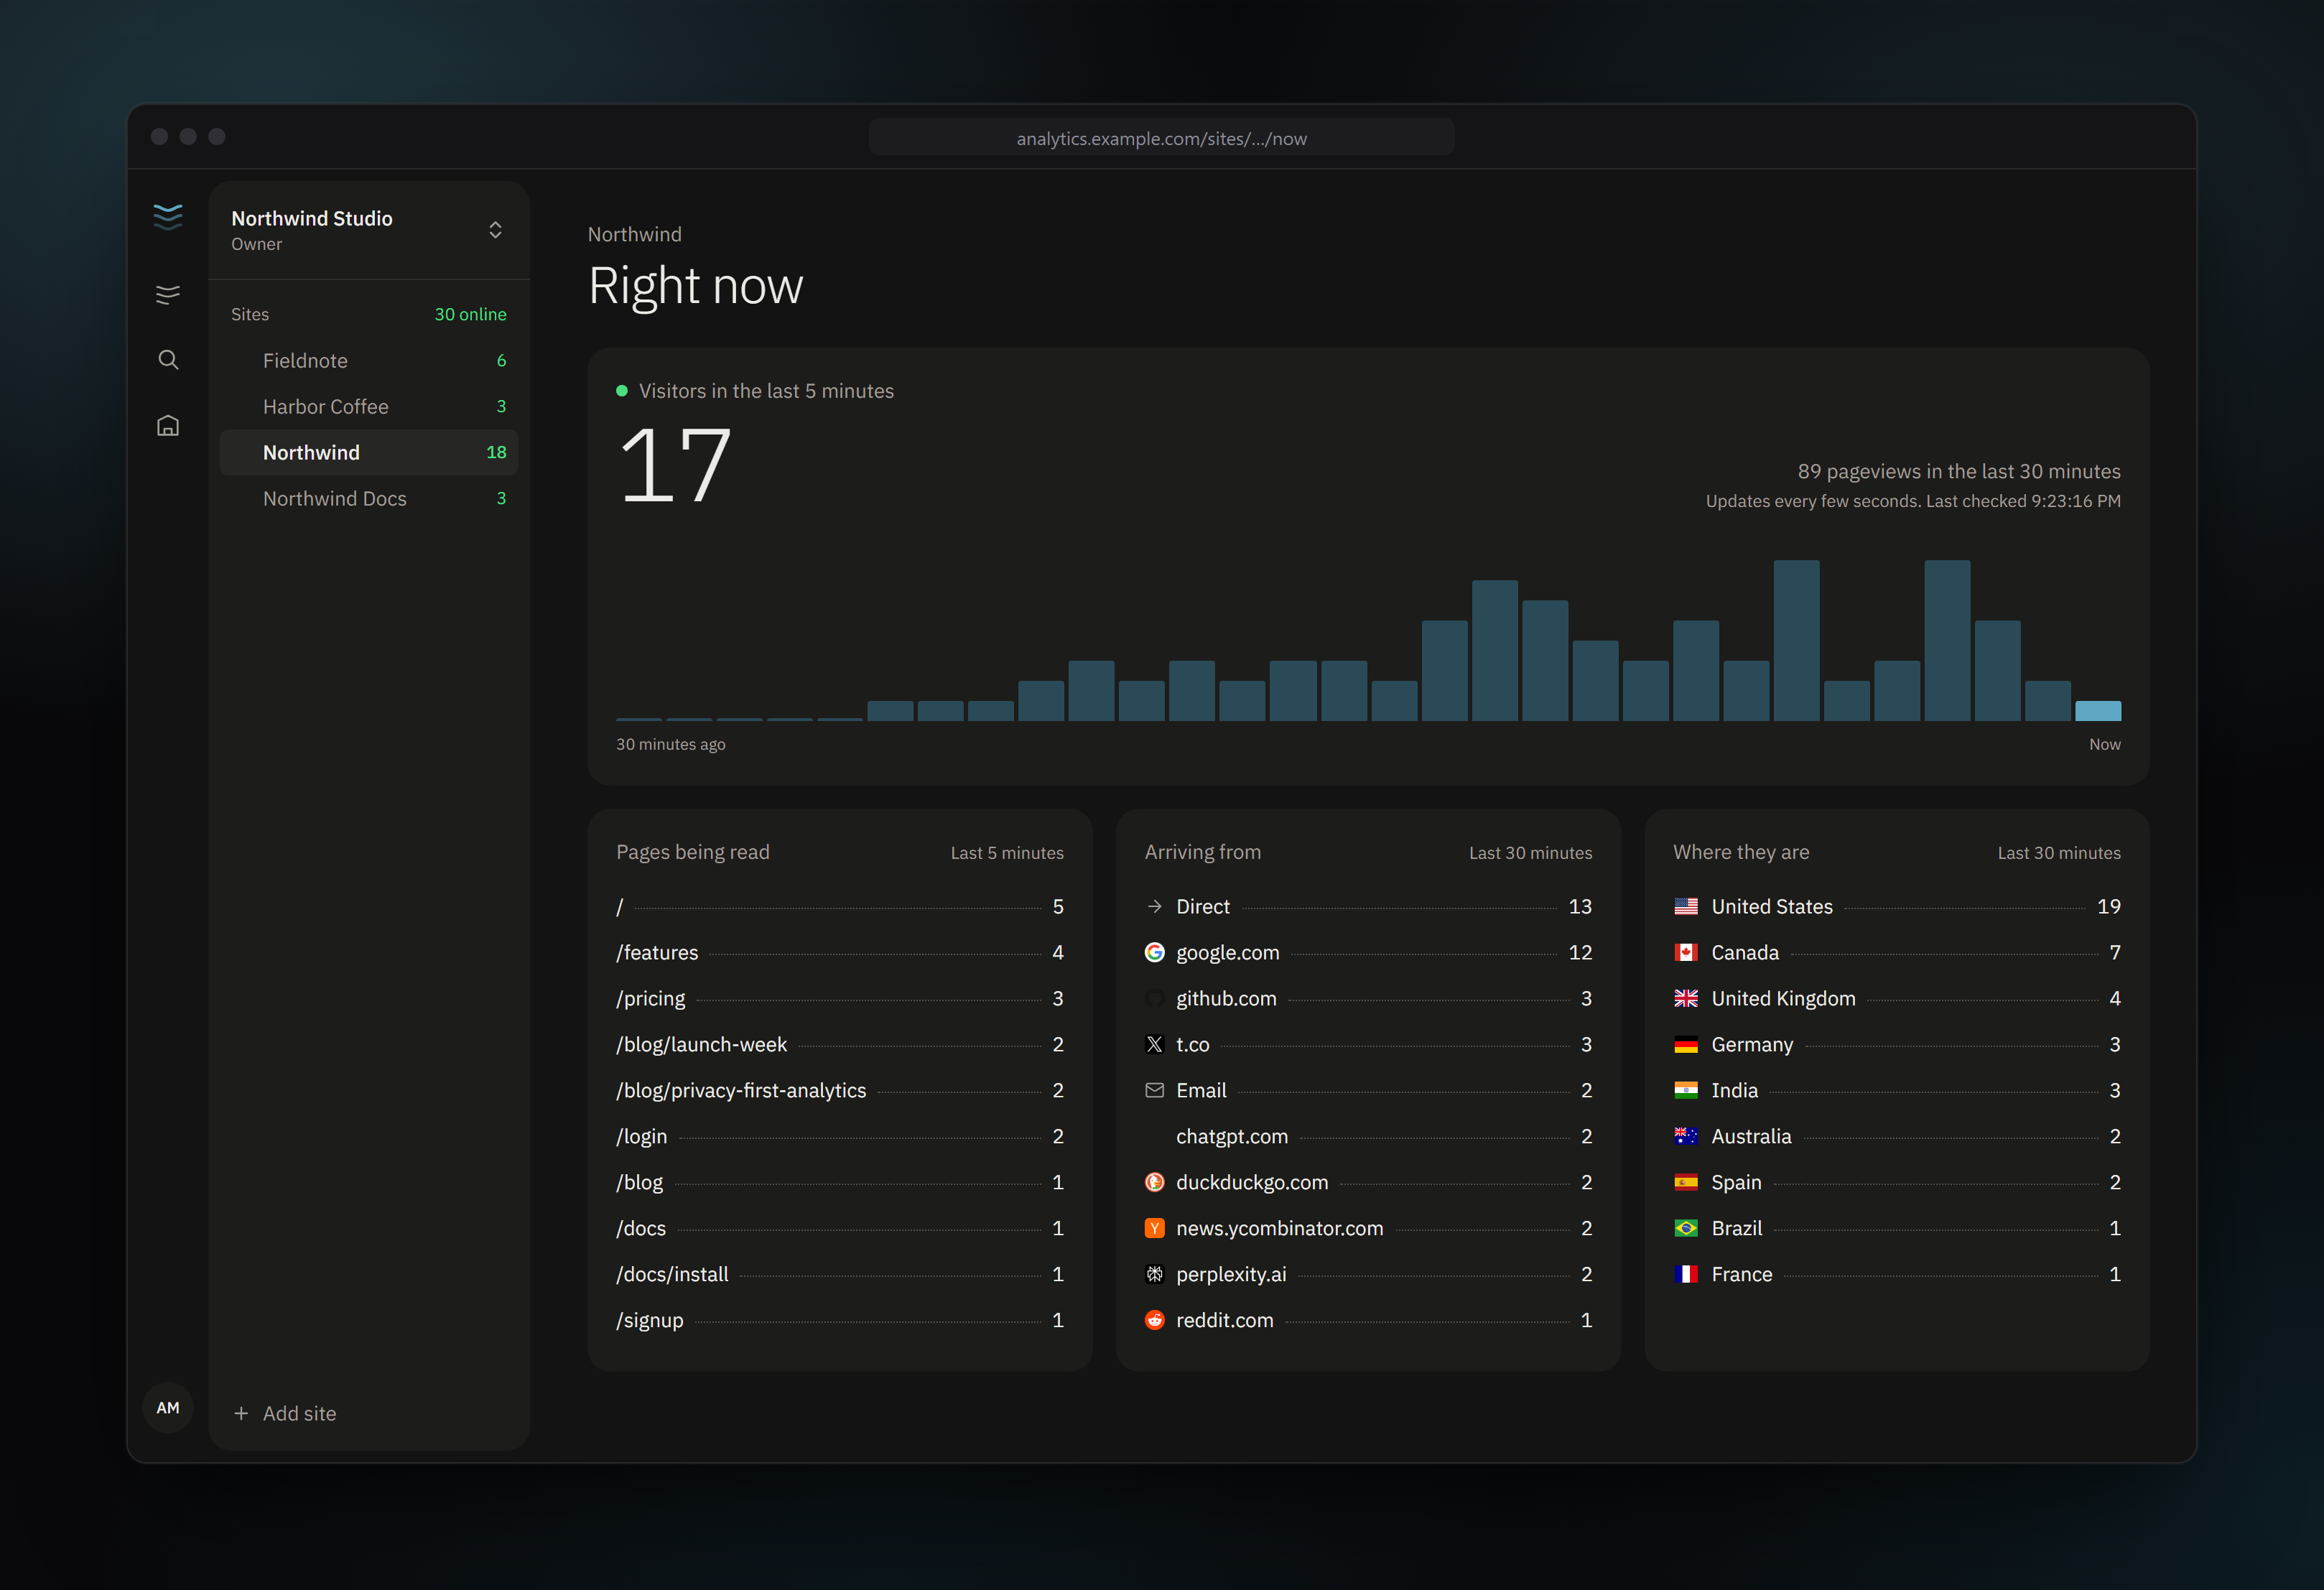 analytics.example.com/sites/.../now
Northwind Studio
Owner
Sites 30 online
Fieldnote 6
Harbor Coffee 3
Northwind 18
Northwind Docs 3
Add site
AM
Northwind
Right now
Visitors in the last 5 minutes
17
89 pageviews in the last 30 minutes
Updates every few seconds. Last checked 9:23:16 PM
30 minutes ago Now
Pages being read Last 5 minutes
/ 5
/features 4
/pricing 3
/blog/launch-week 2
/blog/privacy-first-analytics 2
/login 2
/blog 1
/docs 1
/docs/install 1
/signup 1
Arriving from Last 30 minutes
Direct 13
google.com 12
github.com 3
t.co 3
Email 2
chatgpt.com 2
duckduckgo.com 2
news.ycombinator.com 2
perplexity.ai 2
reddit.com 1
Where they are Last 30 minutes
United States 19
Canada 7
United Kingdom 4
Germany 3
India 3
Australia 2
Spain 2
Brazil 1
France 1